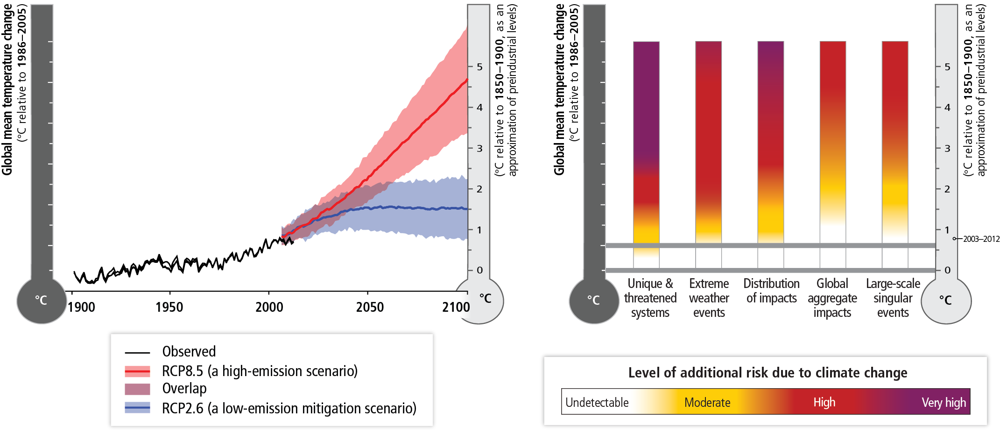 Global mean temperature change
(°C relative to 1986–2005)
5
4
3
2
1
0
(°C relative to 1850–1900, as an
approximation of preindustrial levels)
°C
°C
1900
1950
2000
2050
2100
Observed
RCP8.5 (a high-emission scenario)
Overlap
RCP2.6 (a low-emission mitigation scenario)
Global mean temperature change
(°C relative to 1986–2005)
5
4
3
2
1
0
2003–2012
(°C relative to 1850–1900, as an
approximation of preindustrial levels)
°C
°C
Unique &
threatened
systems
Extreme
weather
events
Distribution
of impacts
Global
aggregate
impacts
Large-scale
singular
events
Level of additional risk due to climate change
Undetectable
Moderate
High
Very high